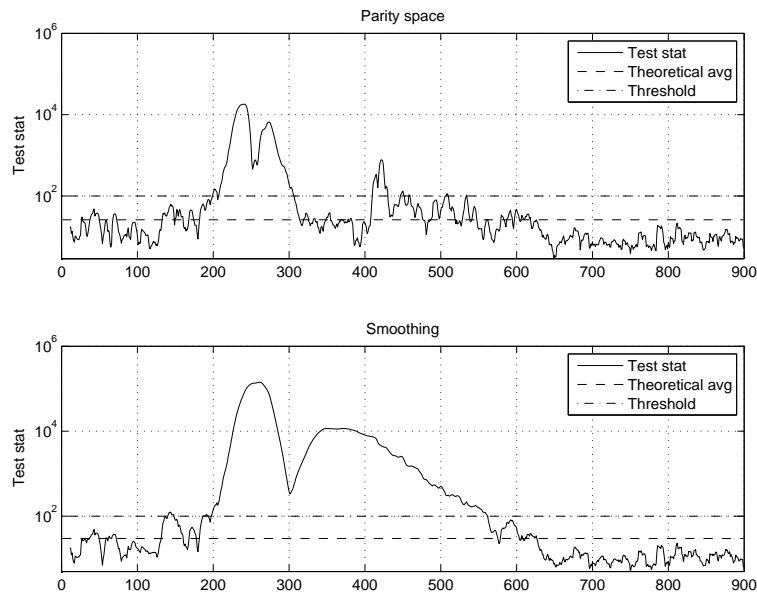 Parity space
10^6
10^4
10^2
Test stat
Test stat
Theoretical avg
Threshold
0 100 200 300 400 500 600 700 800 900
Smoothing
10^6
10^4
10^2
Test stat
Test stat
Theoretical avg
Threshold
0 100 200 300 400 500 600 700 800 900